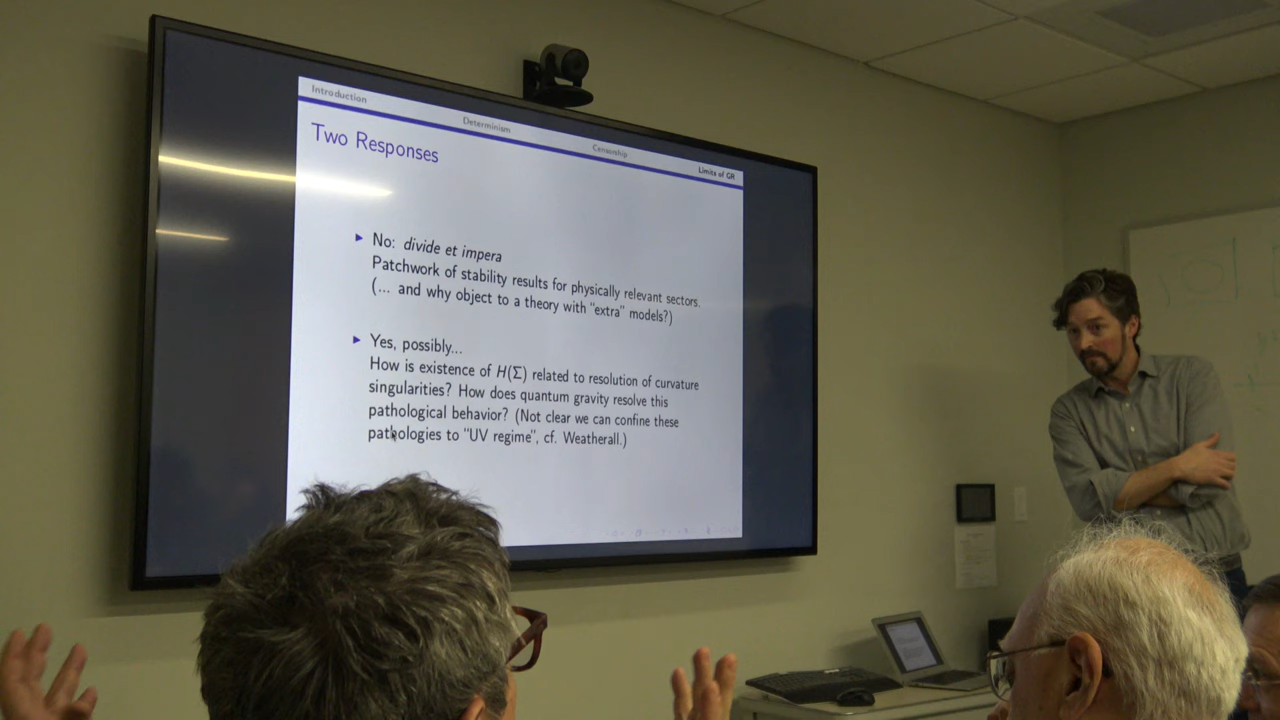 Introduction
Determinism
Censorship
Limits of GR
Two Responses
► No: divide et impera
Patchwork of stability results for physically relevant sectors.
(... and why object to a theory with "extra" models?)
► Yes, possibly...
How is existence of H(Σ) related to resolution of curvature
singularities? How does quantum gravity resolve this
pathological behavior? (Not clear we can confine these
pathologies to "UV regime", cf. Weatherall.)